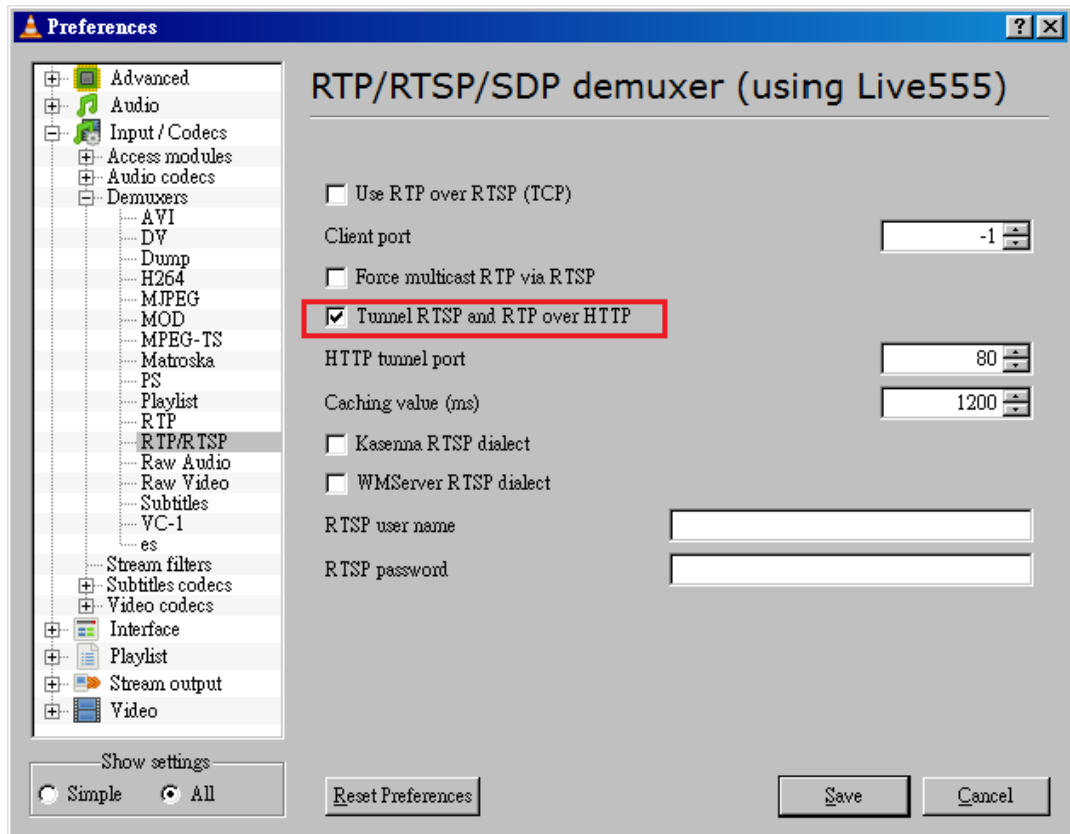 Preferences
Advanced
Audio
Input / Codecs
Access modules
Audio codecs
Demuxers
AVI
DV
Dump
H264
MJPEG
MOD
MPEG-TS
Matroska
PS
Playlist
RTP
RTP/RTSP
Raw Audio
Raw Video
Subtitles
VC-1
es
Stream filters
Subtitles codecs
Video codecs
Interface
Playlist
Stream output
Video
Show settings
Simple All
RTP/RTSP/SDP demuxer (using Live555)
Use RTP over RTSP (TCP)
Client port -1
Force multicast RTP via RTSP
Tunnel RTSP and RTP over HTTP
HTTP tunnel port 80
Caching value (ms) 1200
Kasenna RTSP dialect
WMServer RTSP dialect
RTSP user name
RTSP password
Reset Preferences Save Cancel